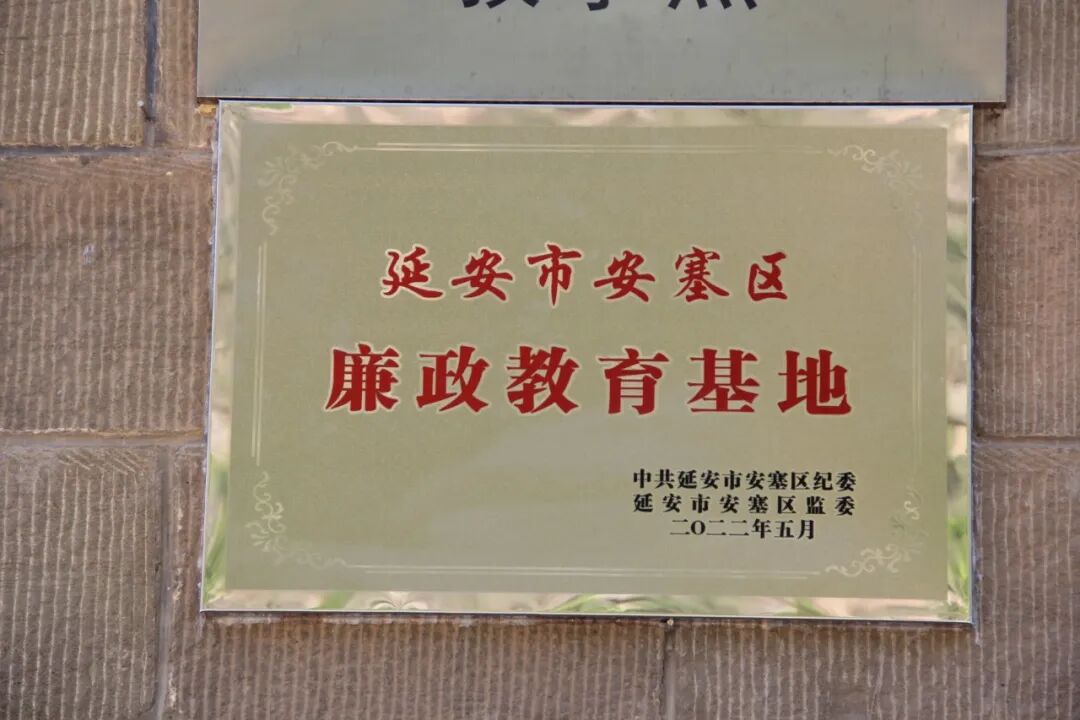 延安市安塞区
廉政教育基地
中共延安市安塞区纪委
延安市安塞区监委
二〇二二年五月